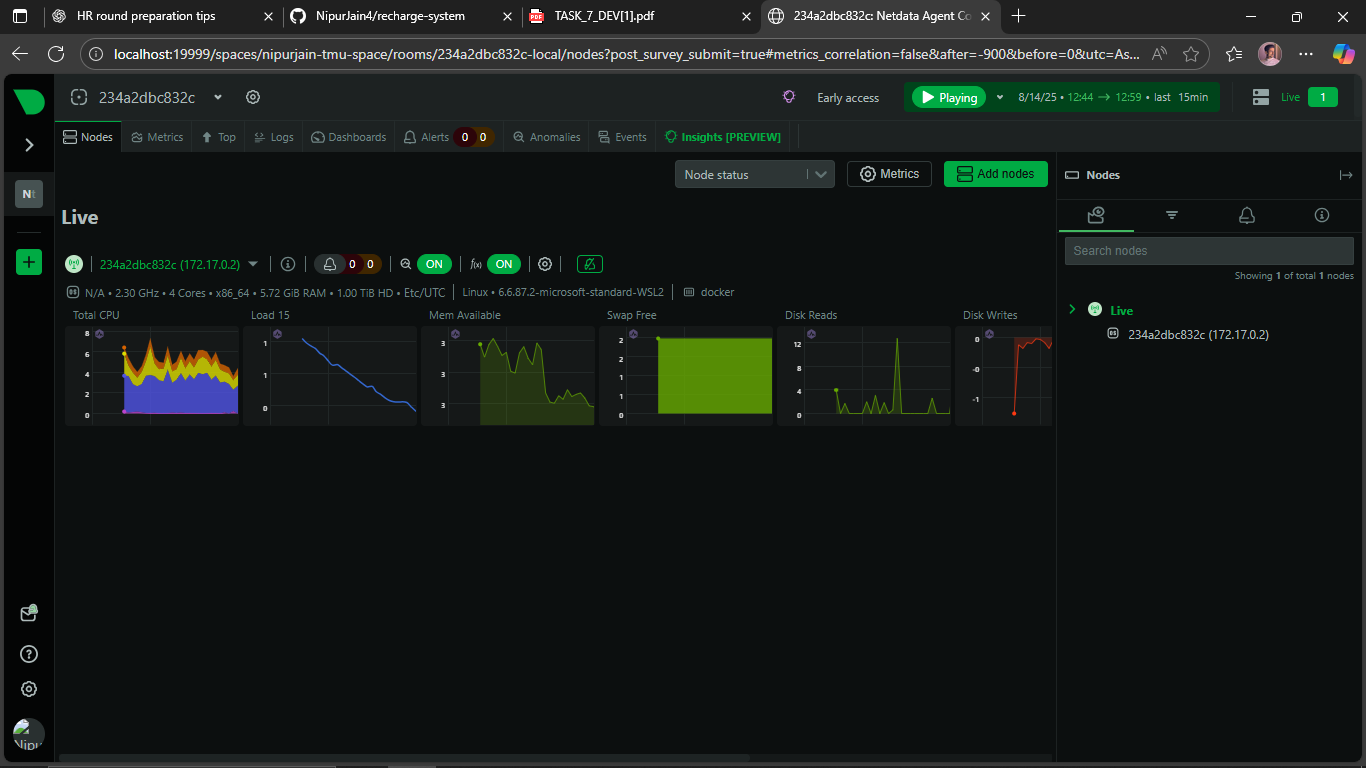 HR round preparation tips
NipurJain4/recharge-system
PDF
TASK_7_DEV[1].pdf
234a2dbc832c: Netdata Agent Co
localhost:19999/spaces/nipurjain-tmu-space/rooms/234a2dbc832c-local/nodes?post_survey_submit=true#metrics_correlation=false&after=-900&before=0&utc=As...
234a2dbc832c
Early access
Playing
8/14/25 • 12:44 → 12:59 • last 15min
Live
1
Nodes
Metrics
Top
Logs
Dashboards
Alerts
0
0
Anomalies
Events
Insights [PREVIEW]
Nt
Node status
Metrics
Add nodes
Nodes
Live
Search nodes
Showing 1 of total 1 nodes
234a2dbc832c (172.17.0.2)
0
0
ON
f(x)
ON
N/A • 2.30 GHz • 4 Cores • x86_64 • 5.72 GiB RAM • 1.00 TiB HD • Etc/UTC
Linux • 6.6.87.2-microsoft-standard-WSL2
docker
Live
234a2dbc832c (172.17.0.2)
Total CPU
8
6
4
2
0
Load 15
1
1
0
Mem Available
3
3
3
Swap Free
2
2
1
1
0
Disk Reads
12
8
4
0
Disk Writes
0
-0
-1
Nipu